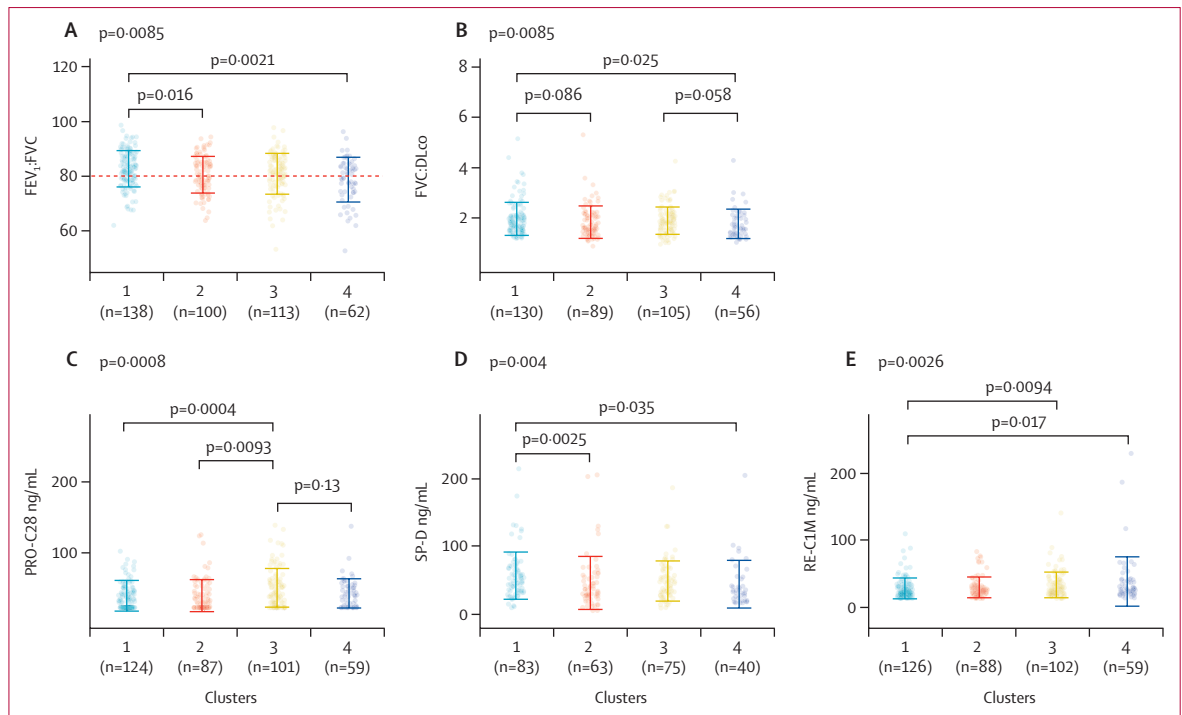 A p=0·0085
120
100
80
60
FEV₁:FVC
p=0·0021
p=0·016
1 2 3 4
(n=138) (n=100) (n=113) (n=62)
B p=0·0085
8
6
4
2
FVC:DLco
p=0·025
p=0·086 p=0·058
1 2 3 4
(n=130) (n=89) (n=105) (n=56)
C p=0·0008
200
100
0
PRO-C28 ng/mL
p=0·0004
p=0·0093
p=0·13
1 2 3 4
(n=124) (n=87) (n=101) (n=59)
Clusters
D p=0·004
200
100
0
SP-D ng/mL
p=0·035
p=0·0025
1 2 3 4
(n=83) (n=63) (n=75) (n=40)
Clusters
E p=0·0026
200
100
0
RE-C1M ng/mL
p=0·0094
p=0·017
1 2 3 4
(n=126) (n=88) (n=102) (n=59)
Clusters